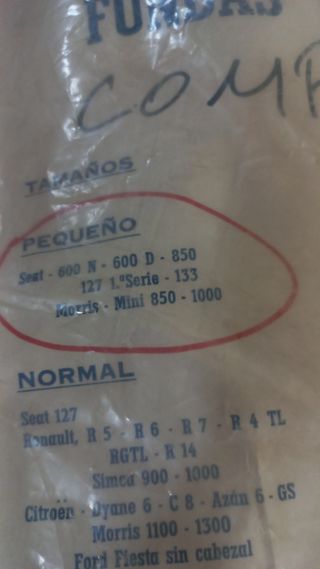 FUNDAS
COMP
TAMAÑOS
PEQUEÑO
Seat - 600 N - 600 D - 850
127 1.ªSerie - 133
Morris - Mini 850 - 1000
NORMAL
Seat 127
Renault, R 5 - R 6 - R 7 - R 4 TL
RGTL - R 14
Simca 900 - 1000
Citroën - Dyane 6 - C 8 - Azán 6 - GS
Morris 1100 - 1300
Ford Fiesta sin cabezal